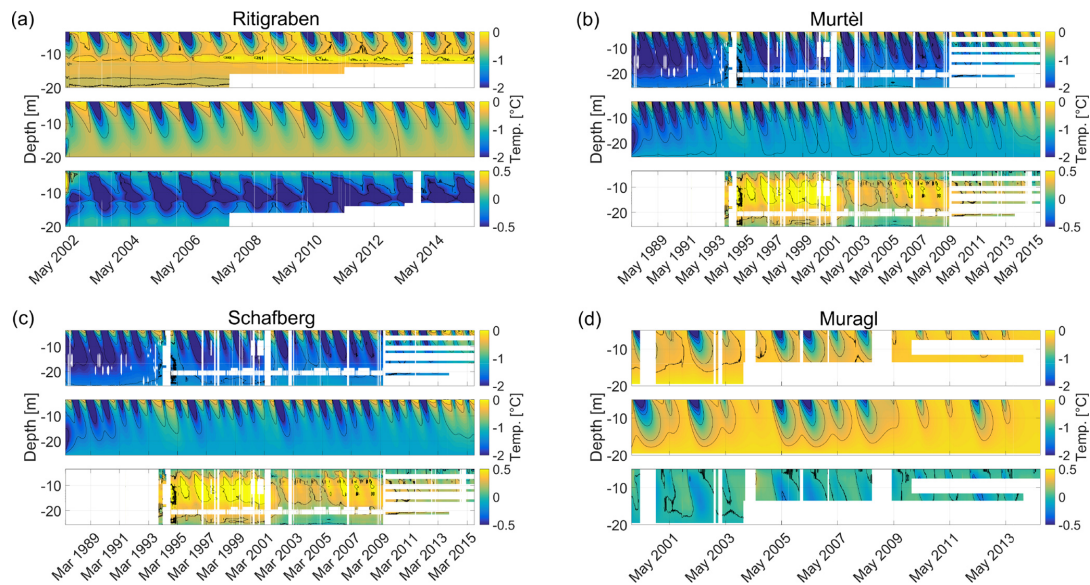 (a) Ritigraben
-10
-20
-10
-20
-10
-20
Depth [m]
0
-1
-2
0
-1
-2
0.5
0
-0.5
Temp. [°C]
May 2002
May 2004
May 2006
May 2008
May 2010
May 2012
May 2014
(b) Murtèl
-10
-20
-10
-20
-10
-20
Depth [m]
0
-1
-2
0
-1
-2
0.5
0
-0.5
Temp. [°C]
May 1989
May 1991
May 1993
May 1995
May 1997
May 1999
May 2001
May 2003
May 2005
May 2007
May 2009
May 2011
May 2013
May 2015
(c) Schafberg
-10
-20
-10
-20
-10
-20
Depth [m]
0
-1
-2
0
-1
-2
0.5
0
-0.5
Temp. [°C]
Mar 1989
Mar 1991
Mar 1993
Mar 1995
Mar 1997
Mar 1999
Mar 2001
Mar 2003
Mar 2005
Mar 2007
Mar 2009
Mar 2011
Mar 2013
Mar 2015
(d) Muragl
-10
-20
-10
-20
-10
-20
Depth [m]
0
-1
-2
0
-1
-2
0.5
0
-0.5
Temp. [°C]
May 2001
May 2003
May 2005
May 2007
May 2009
May 2011
May 2013